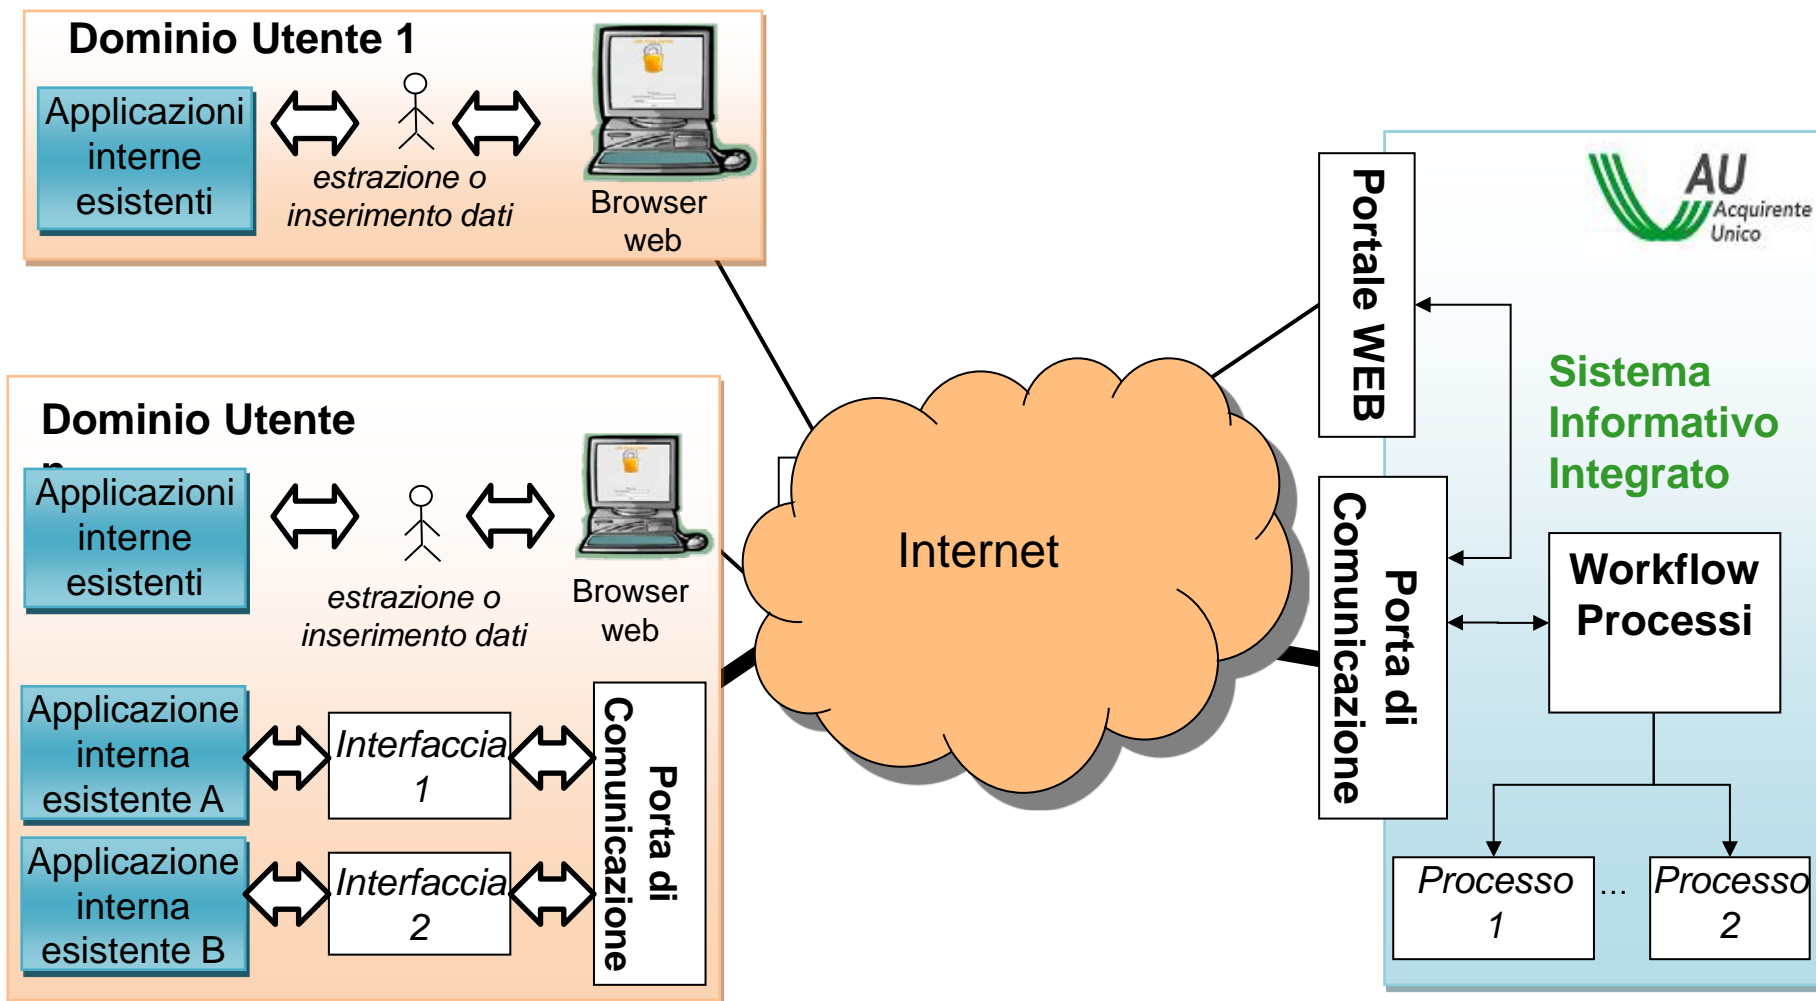 Dominio Utente 1
Applicazioni
interne
esistenti
estrazione o
inserimento dati
Browser
web
Dominio Utente
n
Applicazioni
interne
esistenti
estrazione o
inserimento dati
Browser
web
Applicazione
interna
esistente A
Interfaccia
1
Applicazione
interna
esistente B
Interfaccia
2
Porta di
Comunicazione
Internet
Portale WEB
Porta di
Comunicazione
AU
Acquirente
Unico
Sistema
Informativo
Integrato
Workflow
Processi
Processo
1
...
Processo
2